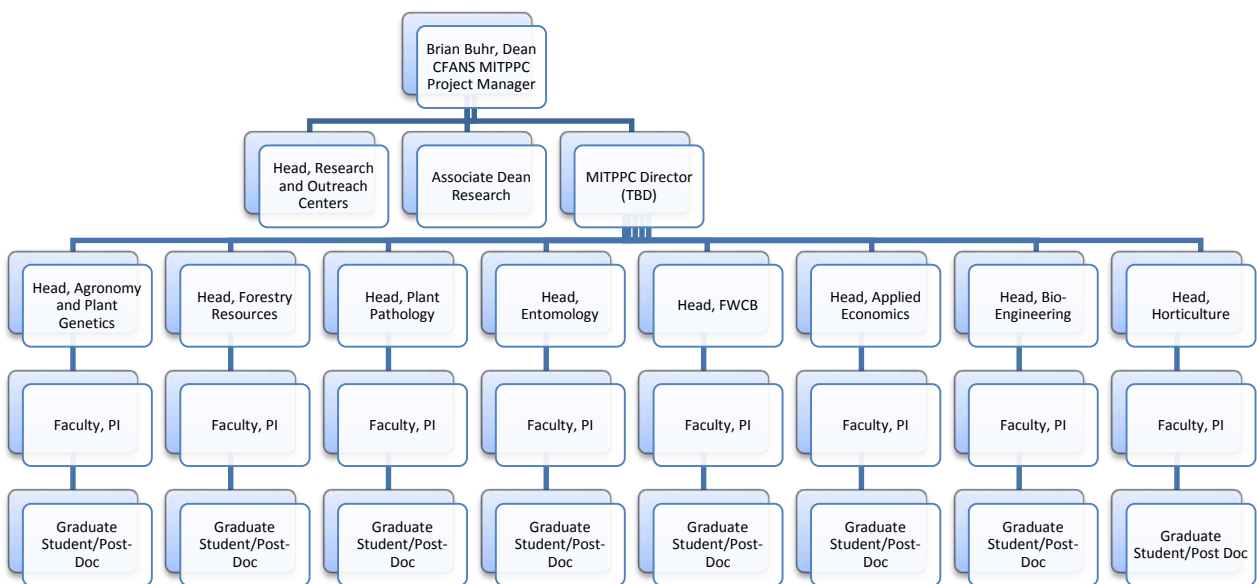 Brian Buhr, Dean
CFANS MITPPC
Project Manager
Head, Research
and Outreach
Centers
Associate Dean
Research
MITPPC Director
(TBD)
Head, Agronomy
and Plant
Genetics
Head, Forestry
Resources
Head, Plant
Pathology
Head,
Entomology
Head, FWCB
Head, Applied
Economics
Head, Bio-
Engineering
Head,
Horticulture
Faculty, PI
Faculty, PI
Faculty, PI
Faculty, PI
Faculty, PI
Faculty, PI
Faculty, PI
Faculty, PI
Graduate
Student/Post-
Doc
Graduate
Student/Post-
Doc
Graduate
Student/Post-
Doc
Graduate
Student/Post-
Doc
Graduate
Student/Post-
Doc
Graduate
Student/Post-
Doc
Graduate
Student/Post-
Doc
Graduate
Student/Post Doc